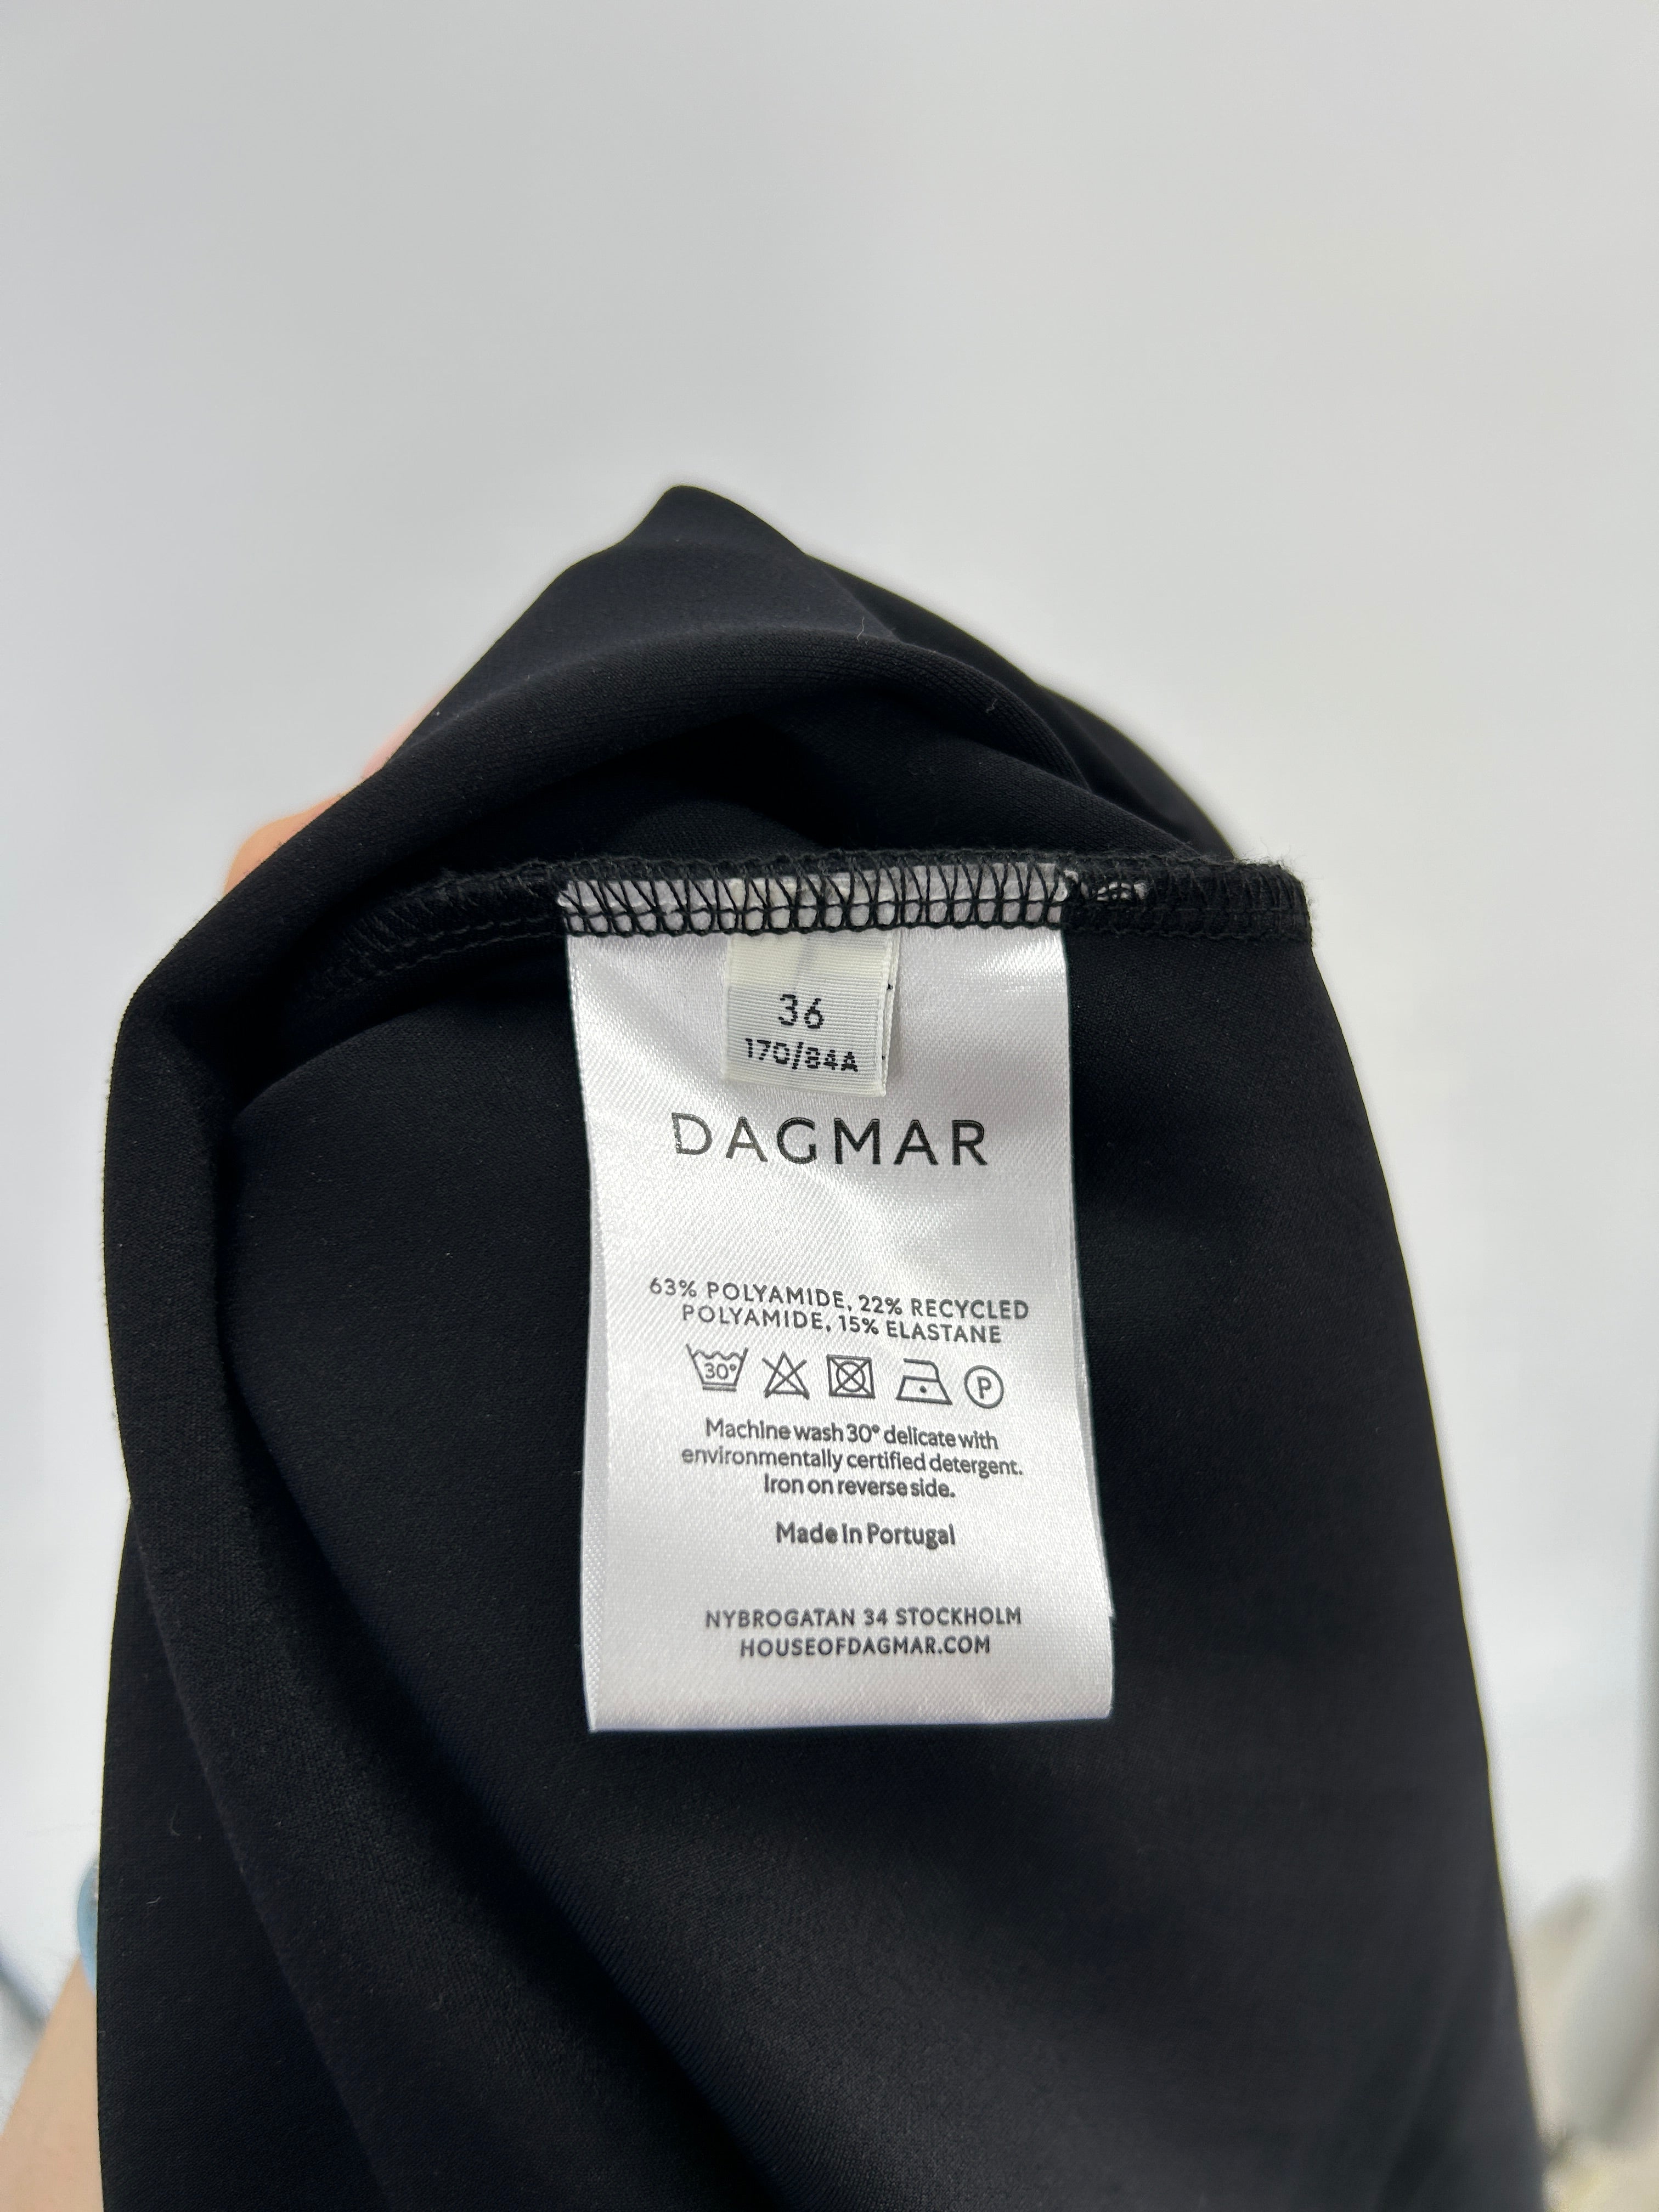 36
170/84A
DAGMAR
63% POLYAMIDE, 22% RECYCLED
POLYAMIDE, 15% ELASTANE
30° P
Machine wash 30° delicate with
environmentally certified detergent.
Iron on reverse side.
Made in Portugal
NYBROGATAN 34 STOCKHOLM
HOUSEOFDAGMAR.COM